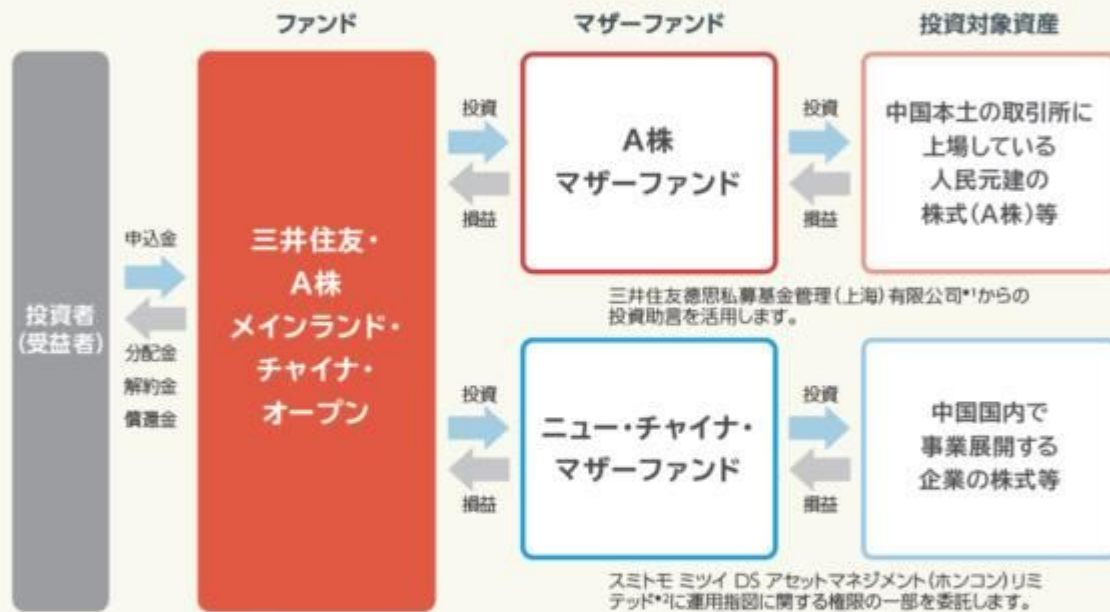 ファンド
マザーファンド
投資対象資産
投資者
(受益者)
申込金
分配金
解約金
償還金
三井住友・
A株
メインランド・
チャイナ・
オープン
投資
損益
A株
マザーファンド
投資
損益
中国本土の取引所に
上場している
人民元建の
株式(A株)等
三井住友德思私募基金管理(上海)有限公司*1からの
投資助言を活用します。
投資
損益
ニュー・チャイナ・
マザーファンド
投資
損益
中国国内で
事業展開する
企業の株式等
スミトモ ミツイ DS アセットマネジメント(ホンコン)リミ
テッド*2に運用指図に関する権限の一部を委託します。